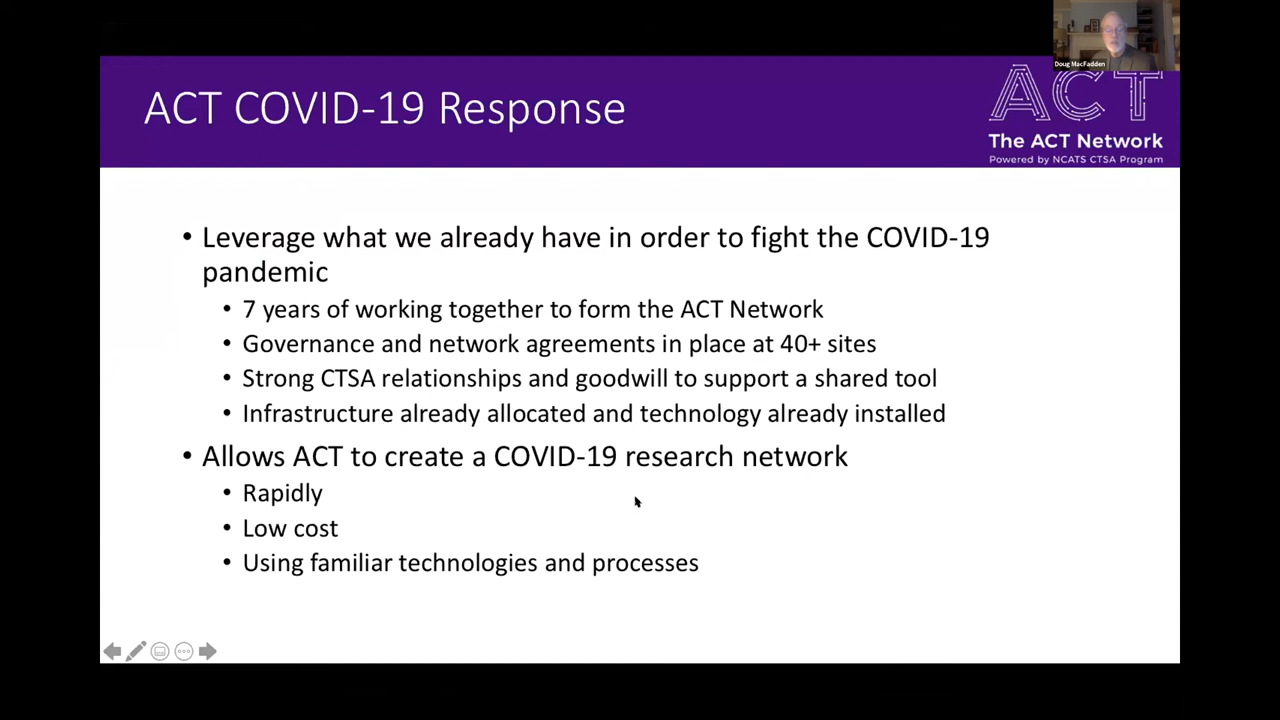 Doug MacFadden
ACT COVID-19 Response
ACT
The ACT Network
Powered by NCATS CTSA Program
• Leverage what we already have in order to fight the COVID-19
pandemic
• 7 years of working together to form the ACT Network
• Governance and network agreements in place at 40+ sites
• Strong CTSA relationships and goodwill to support a shared tool
• Infrastructure already allocated and technology already installed
• Allows ACT to create a COVID-19 research network
• Rapidly
• Low cost
• Using familiar technologies and processes